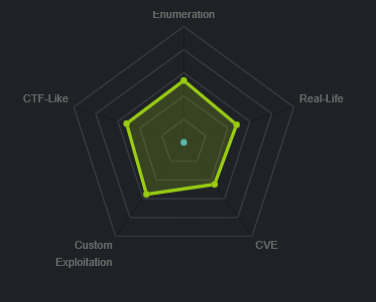 Enumeration
CTF-Like
Real-Life
Custom
Exploitation
CVE